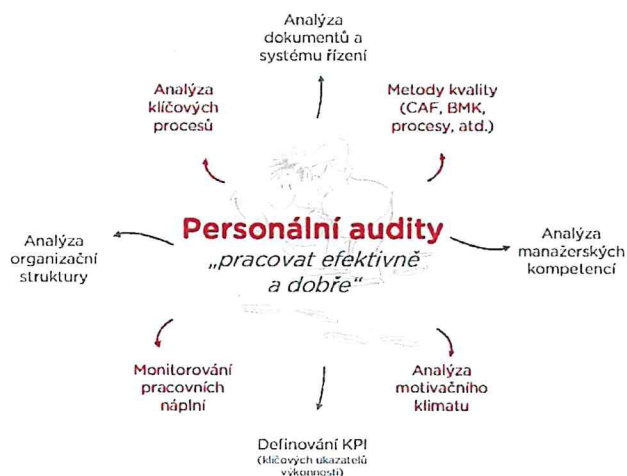 Analýza
dokumentů a
systému řízení
Analýza
klíčových
procesů
Metody kvality
(CAF, BMK,
procesy, atd.)
Personální audity
„pracovat efektivně
a dobře“
Analýza
organizační
struktury
Analýza
manažerských
kompetencí
Monitorování
pracovních
náplní
Analýza
motivačního
klimatu
Definování KPI
(klíčových ukazatelů
výkonnosti)